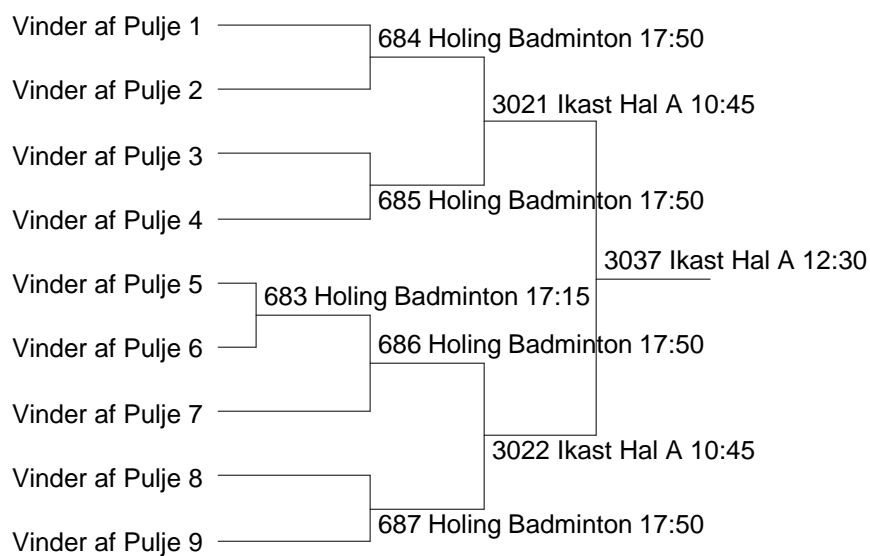 Vinder af Pulje 1
684 Holing Badminton 17:50
Vinder af Pulje 2
3021 Ikast Hal A 10:45
Vinder af Pulje 3
685 Holing Badminton 17:50
Vinder af Pulje 4
3037 Ikast Hal A 12:30
Vinder af Pulje 5
683 Holing Badminton 17:15
Vinder af Pulje 6
686 Holing Badminton 17:50
Vinder af Pulje 7
3022 Ikast Hal A 10:45
Vinder af Pulje 8
687 Holing Badminton 17:50
Vinder af Pulje 9